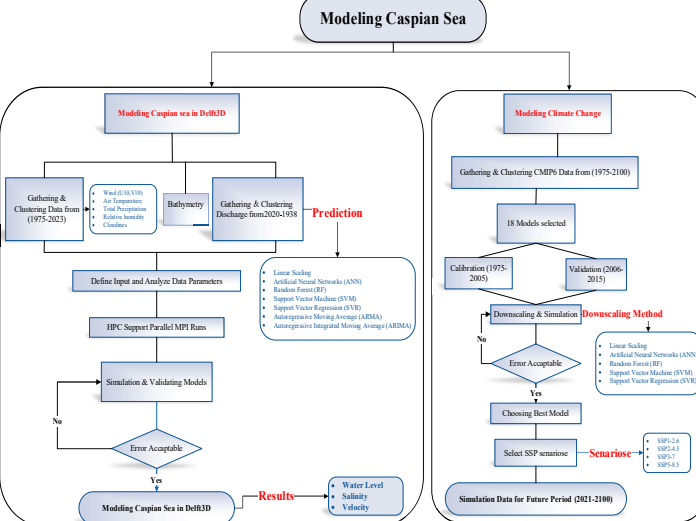 Modeling Caspian Sea
Modeling Caspian sea in Delft3D
Gathering &
Clustering Data from
(1975-2023)
Wind (U10,V10)
Air Temperture
Total Precipitation
Relative humidity
Cloudines
Bathymetry
Gathering & Clustering
Discharge from2020-1938
Prediction
Linear Scaling
Artificial Neural Networks (ANN)
Random Forest (RF)
Support Vector Machine (SVM)
Support Vector Regression (SVR)
Autoregressive Moving Average (ARMA)
Autoregressive Integrated Moving Average (ARIMA)
Define Input and Analyze Data Parameters
HPC Support Parallel MPI Runs
Simulation & Validating Models
No
Error Acceptable
Yes
Modeling Caspian Sea in Delft3D
Results
Water Level
Salinity
Velocity
Modeling Climate Change
Gathering & Clustering CMIP6 Data from (1975-2100)
18 Models selected
Calibration (1975-
2005)
Validation (2006-
2015)
Downscaling & Simulation
Downscaling Method
Linear Scaling
Artificial Neural Networks (ANN
Random Forest (RF)
Support Vector Machine (SVM)
Support Vector Regression (SVR
No
Error Acceptable
Yes
Choosing Best Model
Select SSP senariose
Senariose
SSP1-2.6
SSP2-4.5
SSP3-7
SSP5-8.5
Simulation Data for Future Period (2021-2100)